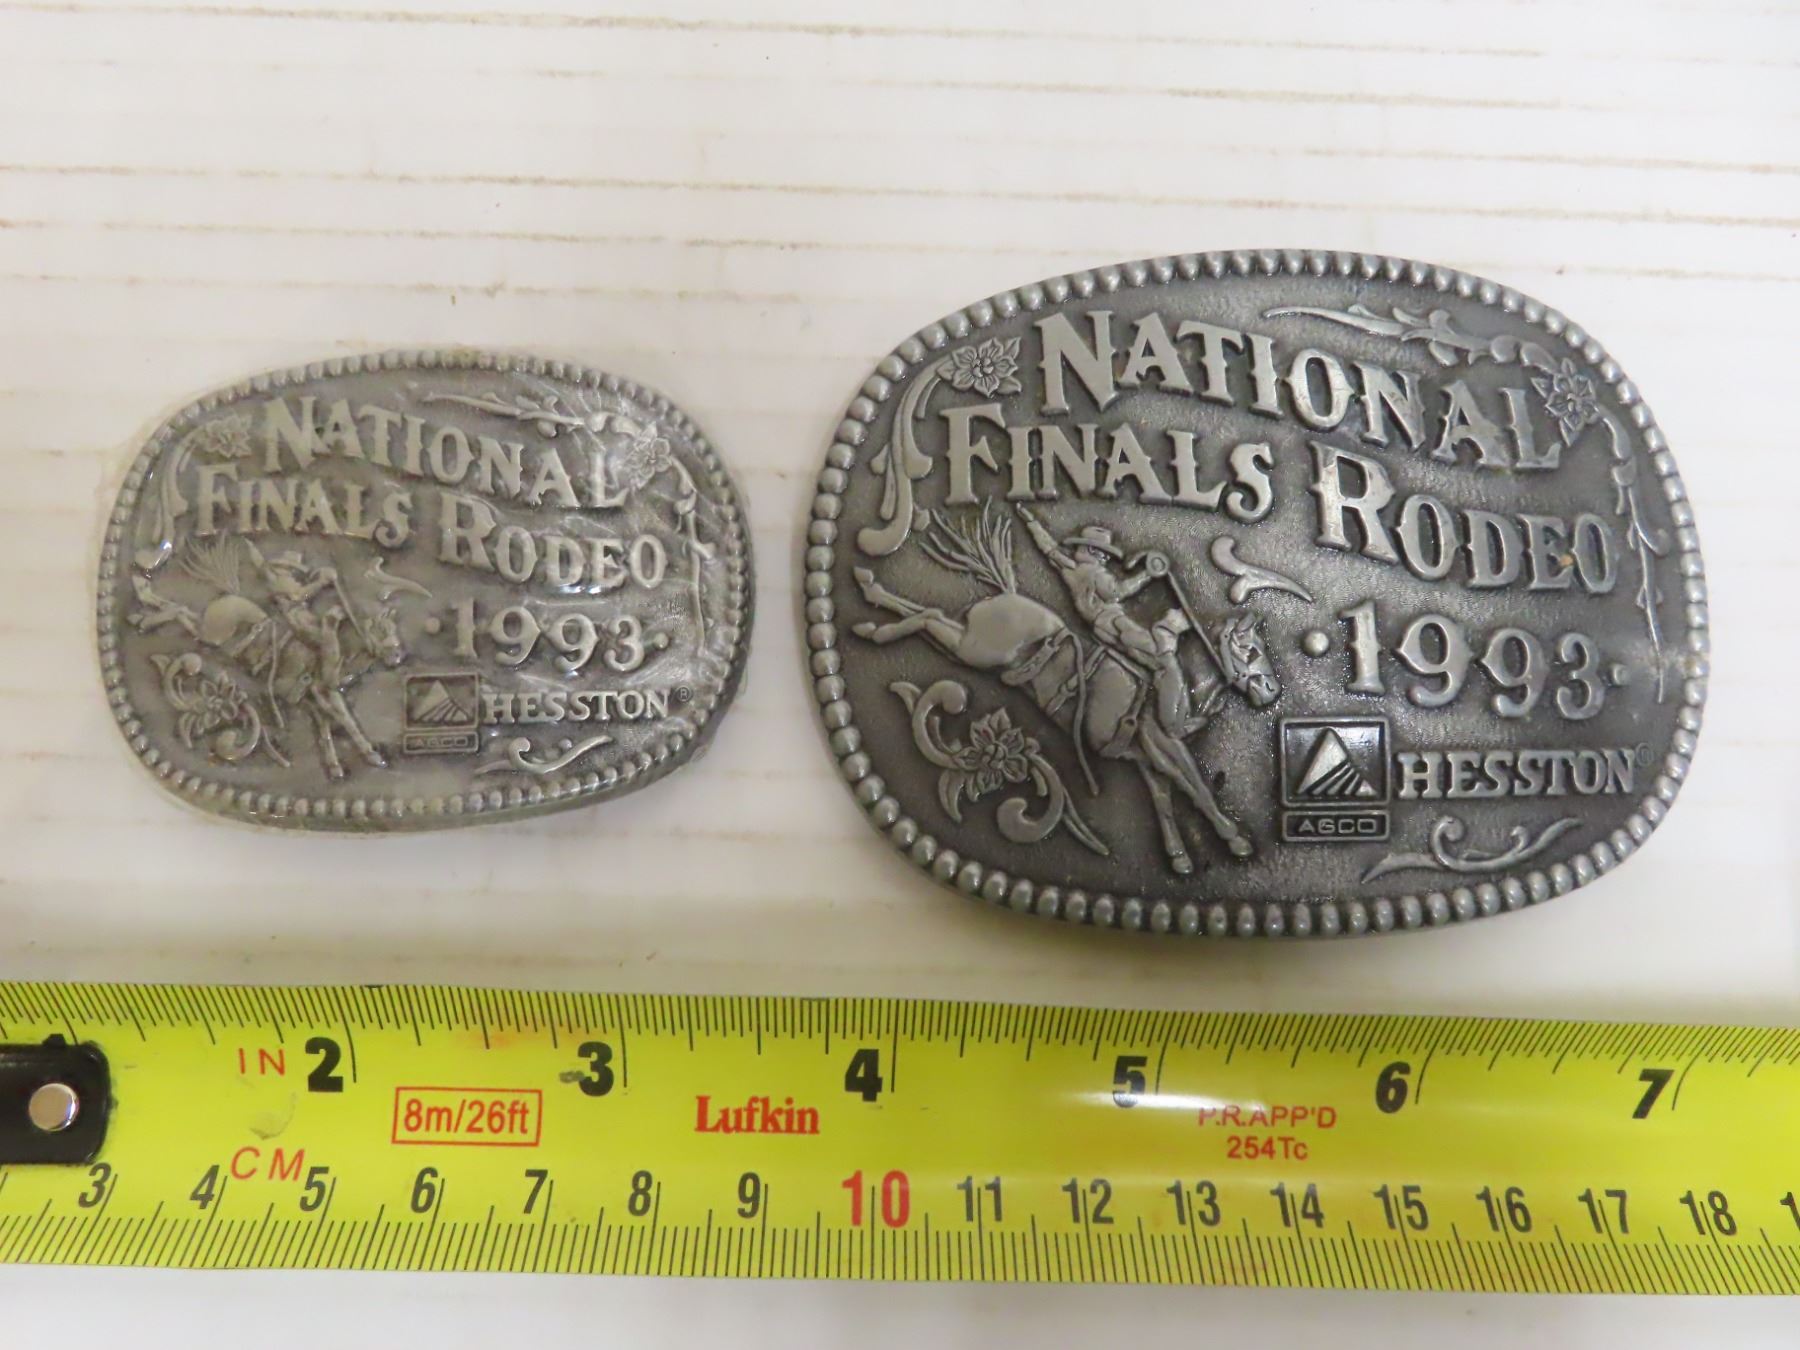 NATIONAL
FINALS RODEO
·1993·
HESSTON®
AGCO
NATIONAL
FINALS RODEO
·1993·
HESSTON®
AGCO
IN 2 3 4 5 6 7
8m/26ft Lufkin P.R.APP'D
254Tc
CM
3 4 5 6 7 8 9 10 11 12 13 14 15 16 17 18